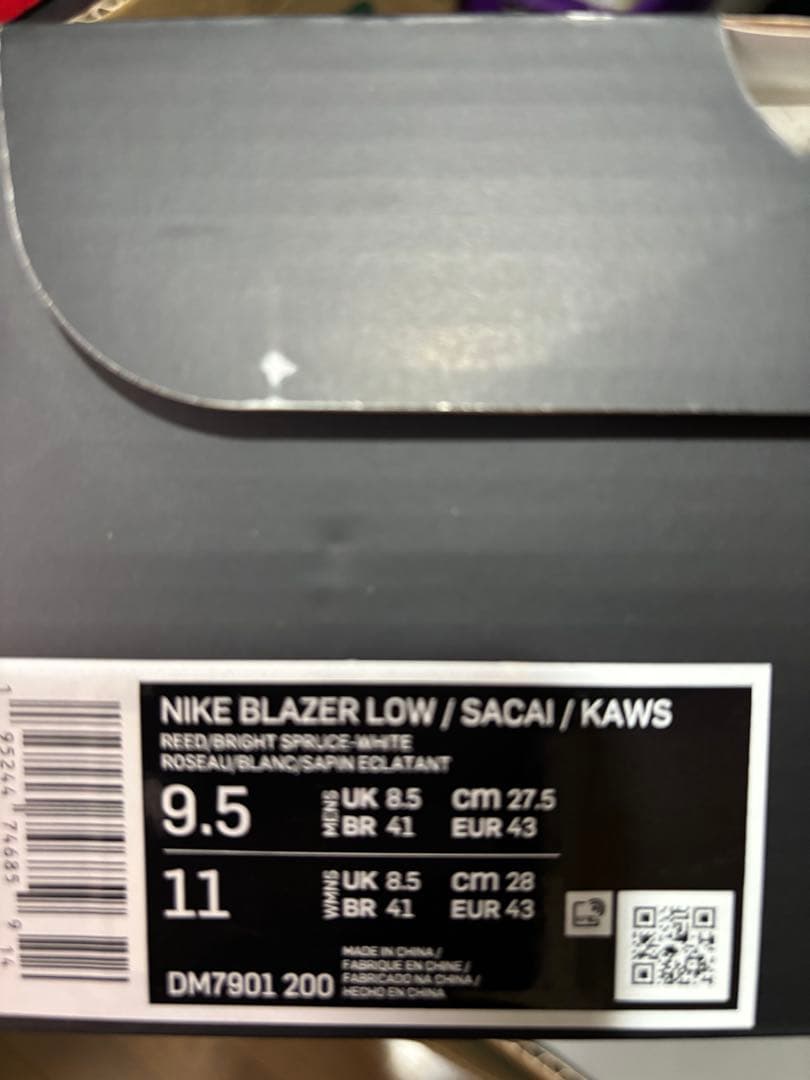 NIKE BLAZER LOW / SACAI / KAWS
REED/BRIGHT SPRUCE-WHITE
ROSEAU/BLANC/SAPIN ECLATANT
9.5 MENS UK 8.5 cm 27.5
BR 41 EUR 43
11 WMNS UK 8.5 cm 28
BR 41 EUR 43
MADE IN CHINA /
FABRIQUE EN CHINE /
FABRICADO NA CHINA /
HECHO EN CHINA
DM7901 200
1 95244 74685 9 14